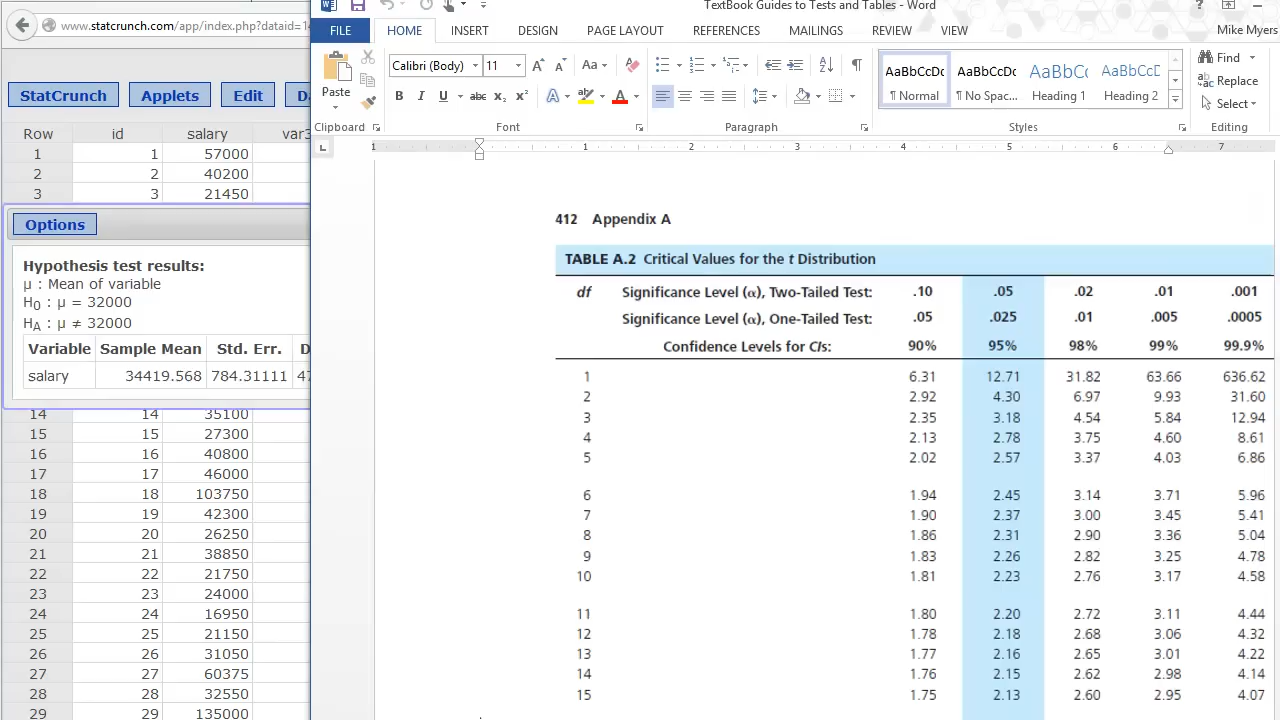 www.statcrunch.com/app/index.php?dataid=1
StatCrunch Applets Edit
Row id salary var3
1 1 57000
2 2 40200
3 3 21450
Options
Hypothesis test results:
μ : Mean of variable
H0 : μ = 32000
HA : μ ≠ 32000
Variable Sample Mean Std. Err. D
salary 34419.568 784.31111 47
14 14 35100
15 15 27300
16 16 40800
17 17 46000
18 18 103750
19 19 42300
20 20 26250
21 21 38850
22 22 21750
23 23 24000
24 24 16950
25 25 21150
26 26 31050
27 27 60375
28 28 32550
29 29 135000
TextBook Guides to Tests and Tables - Word
FILE HOME INSERT DESIGN PAGE LAYOUT REFERENCES MAILINGS REVIEW VIEW Mike Myers
Paste
Calibri (Body) 11
AaBbCcDc AaBbCcDc AaBbCc AaBbCcE
¶ Normal ¶ No Spac... Heading 1 Heading 2
Find
Replace
Select
Clipboard Font Paragraph Styles Editing
1 1 2 3 4 5 6 7
412 Appendix A
TABLE A.2 Critical Values for the t Distribution
df Significance Level (α), Two-Tailed Test: .10 .05 .02 .01 .001
Significance Level (α), One-Tailed Test: .05 .025 .01 .005 .0005
Confidence Levels for CIs: 90% 95% 98% 99% 99.9%
1 6.31 12.71 31.82 63.66 636.62
2 2.92 4.30 6.97 9.93 31.60
3 2.35 3.18 4.54 5.84 12.94
4 2.13 2.78 3.75 4.60 8.61
5 2.02 2.57 3.37 4.03 6.86
6 1.94 2.45 3.14 3.71 5.96
7 1.90 2.37 3.00 3.45 5.41
8 1.86 2.31 2.90 3.36 5.04
9 1.83 2.26 2.82 3.25 4.78
10 1.81 2.23 2.76 3.17 4.58
11 1.80 2.20 2.72 3.11 4.44
12 1.78 2.18 2.68 3.06 4.32
13 1.77 2.16 2.65 3.01 4.22
14 1.76 2.15 2.62 2.98 4.14
15 1.75 2.13 2.60 2.95 4.07